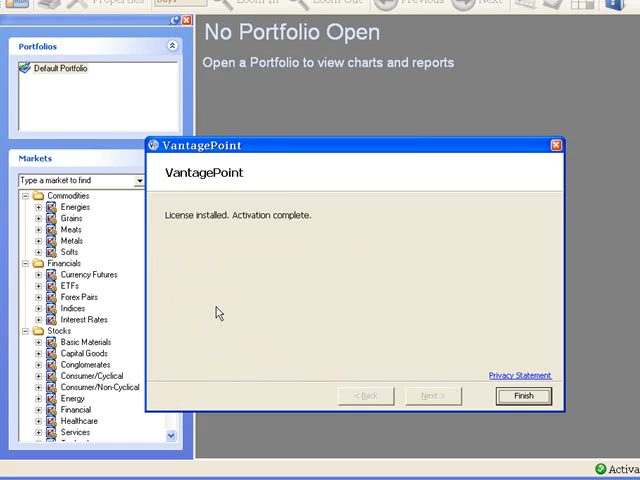 Properties
Days
Zoom In
Zoom Out
Previous
Next
No Portfolio Open
Open a Portfolio to view charts and reports
Portfolios
Default Portfolio
Markets
Type a market to find
Commodities
Energies
Grains
Meats
Metals
Softs
Financials
Currency Futures
ETFs
Forex Pairs
Indices
Interest Rates
Stocks
Basic Materials
Capital Goods
Conglomerates
Consumer/Cyclical
Consumer/Non-Cyclical
Energy
Financial
Healthcare
Services
VantagePoint
VantagePoint
License installed. Activation complete.
Privacy Statement
< Back
Next >
Finish
Activa